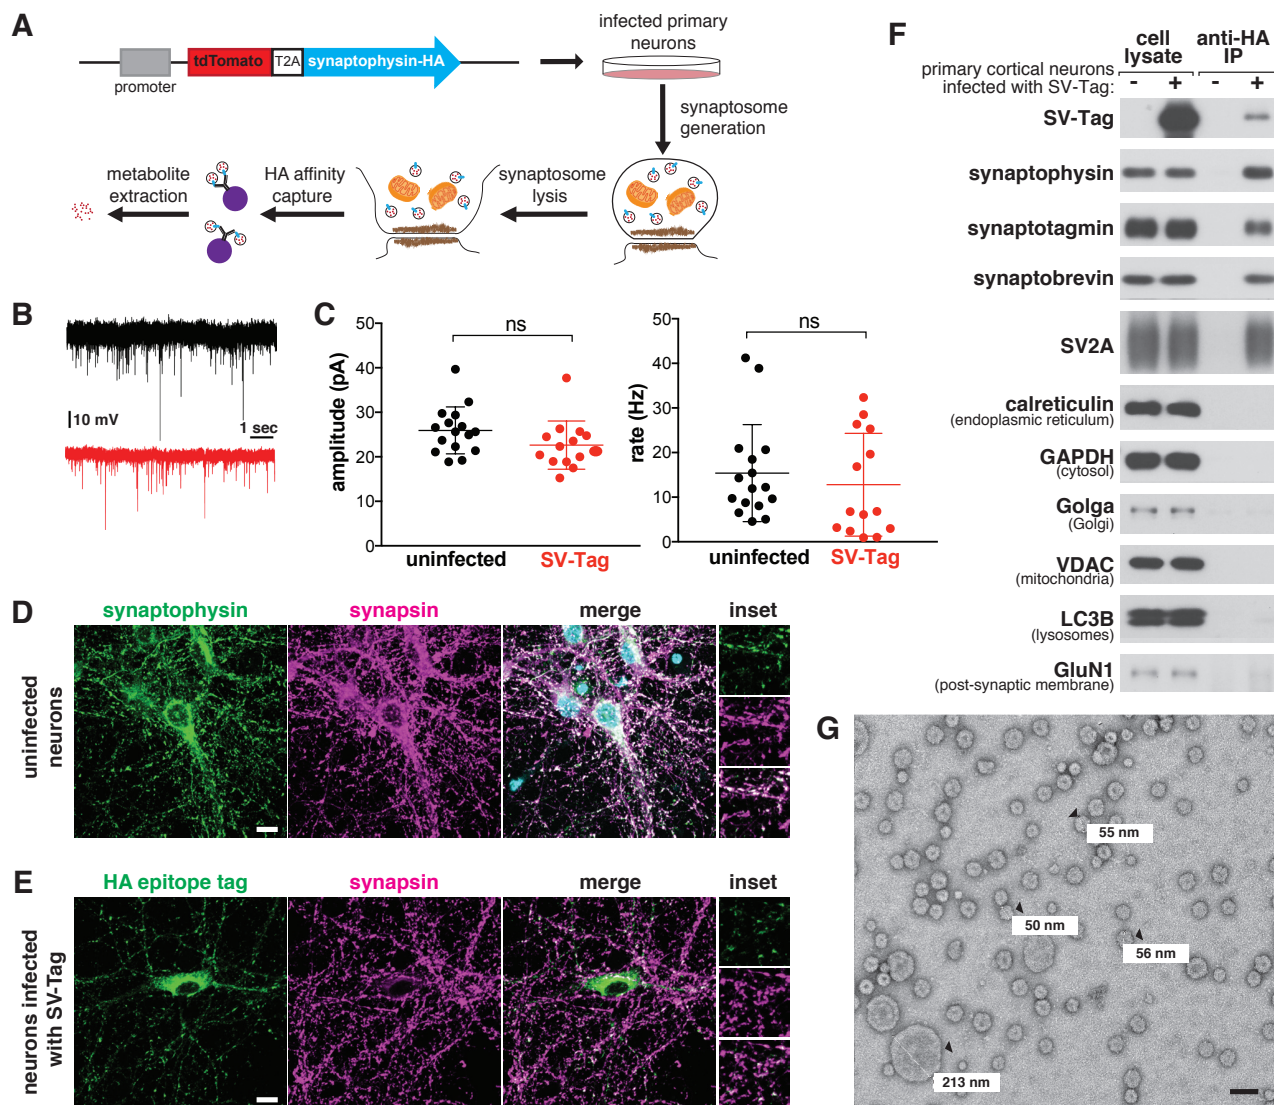 A
promoter
tdTomato
T2A
synaptophysin-HA
infected primary
neurons
synaptosome
generation
synaptosome
lysis
HA affinity
capture
metabolite
extraction
B
10 mV
1 sec
C
amplitude (pA)
50
40
30
20
10
0
ns
uninfected
SV-Tag
rate (Hz)
50
40
30
20
10
0
ns
uninfected
SV-Tag
D
synaptophysin
synapsin
merge
inset
uninfected
neurons
E
HA epitope tag
synapsin
merge
inset
neurons infected
with SV-Tag
F
cell
lysate
anti-HA
IP
primary cortical neurons
infected with SV-Tag:
- + - +
SV-Tag
synaptophysin
synaptotagmin
synaptobrevin
SV2A
calreticulin
(endoplasmic reticulum)
GAPDH
(cytosol)
Golga
(Golgi)
VDAC
(mitochondria)
LC3B
(lysosomes)
GluN1
(post-synaptic membrane)
G
55 nm
50 nm
56 nm
213 nm